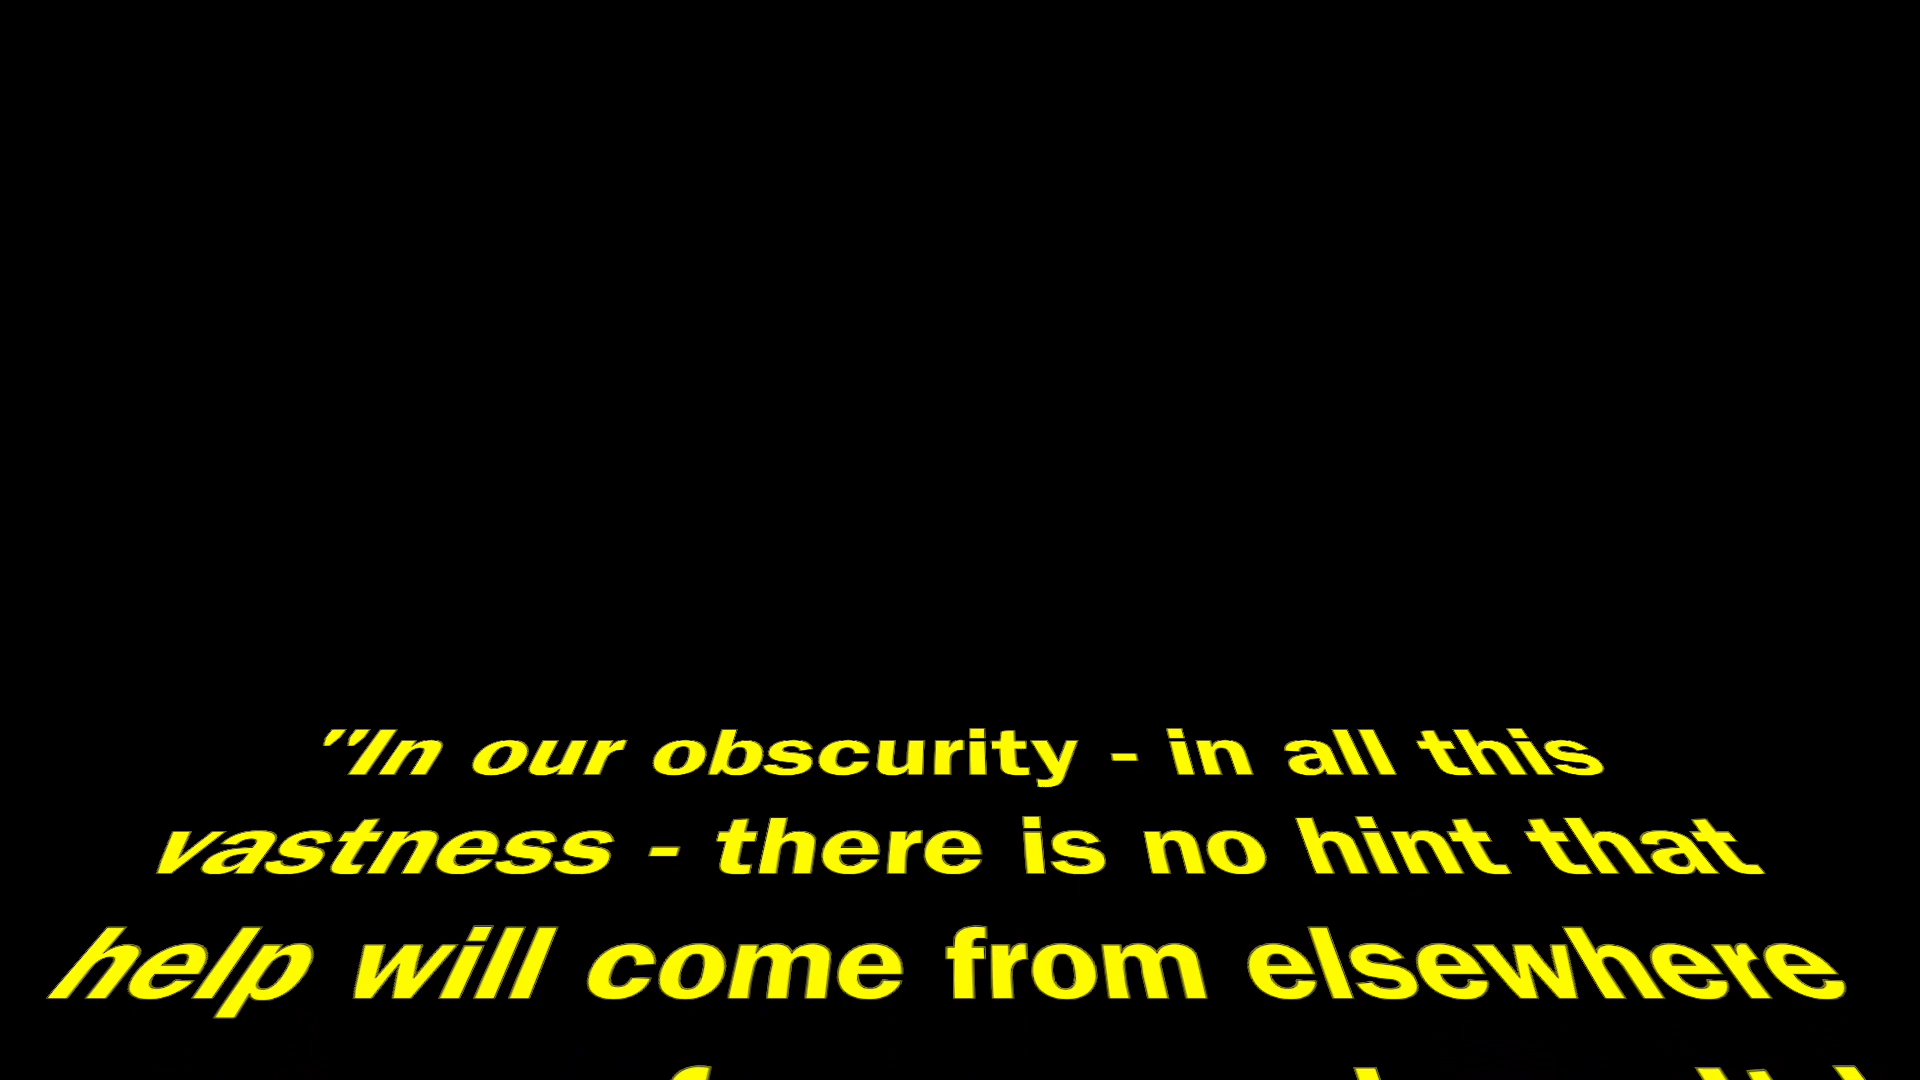 "In our obscurity - in all this
vastness - there is no hint that
help will come from elsewhere